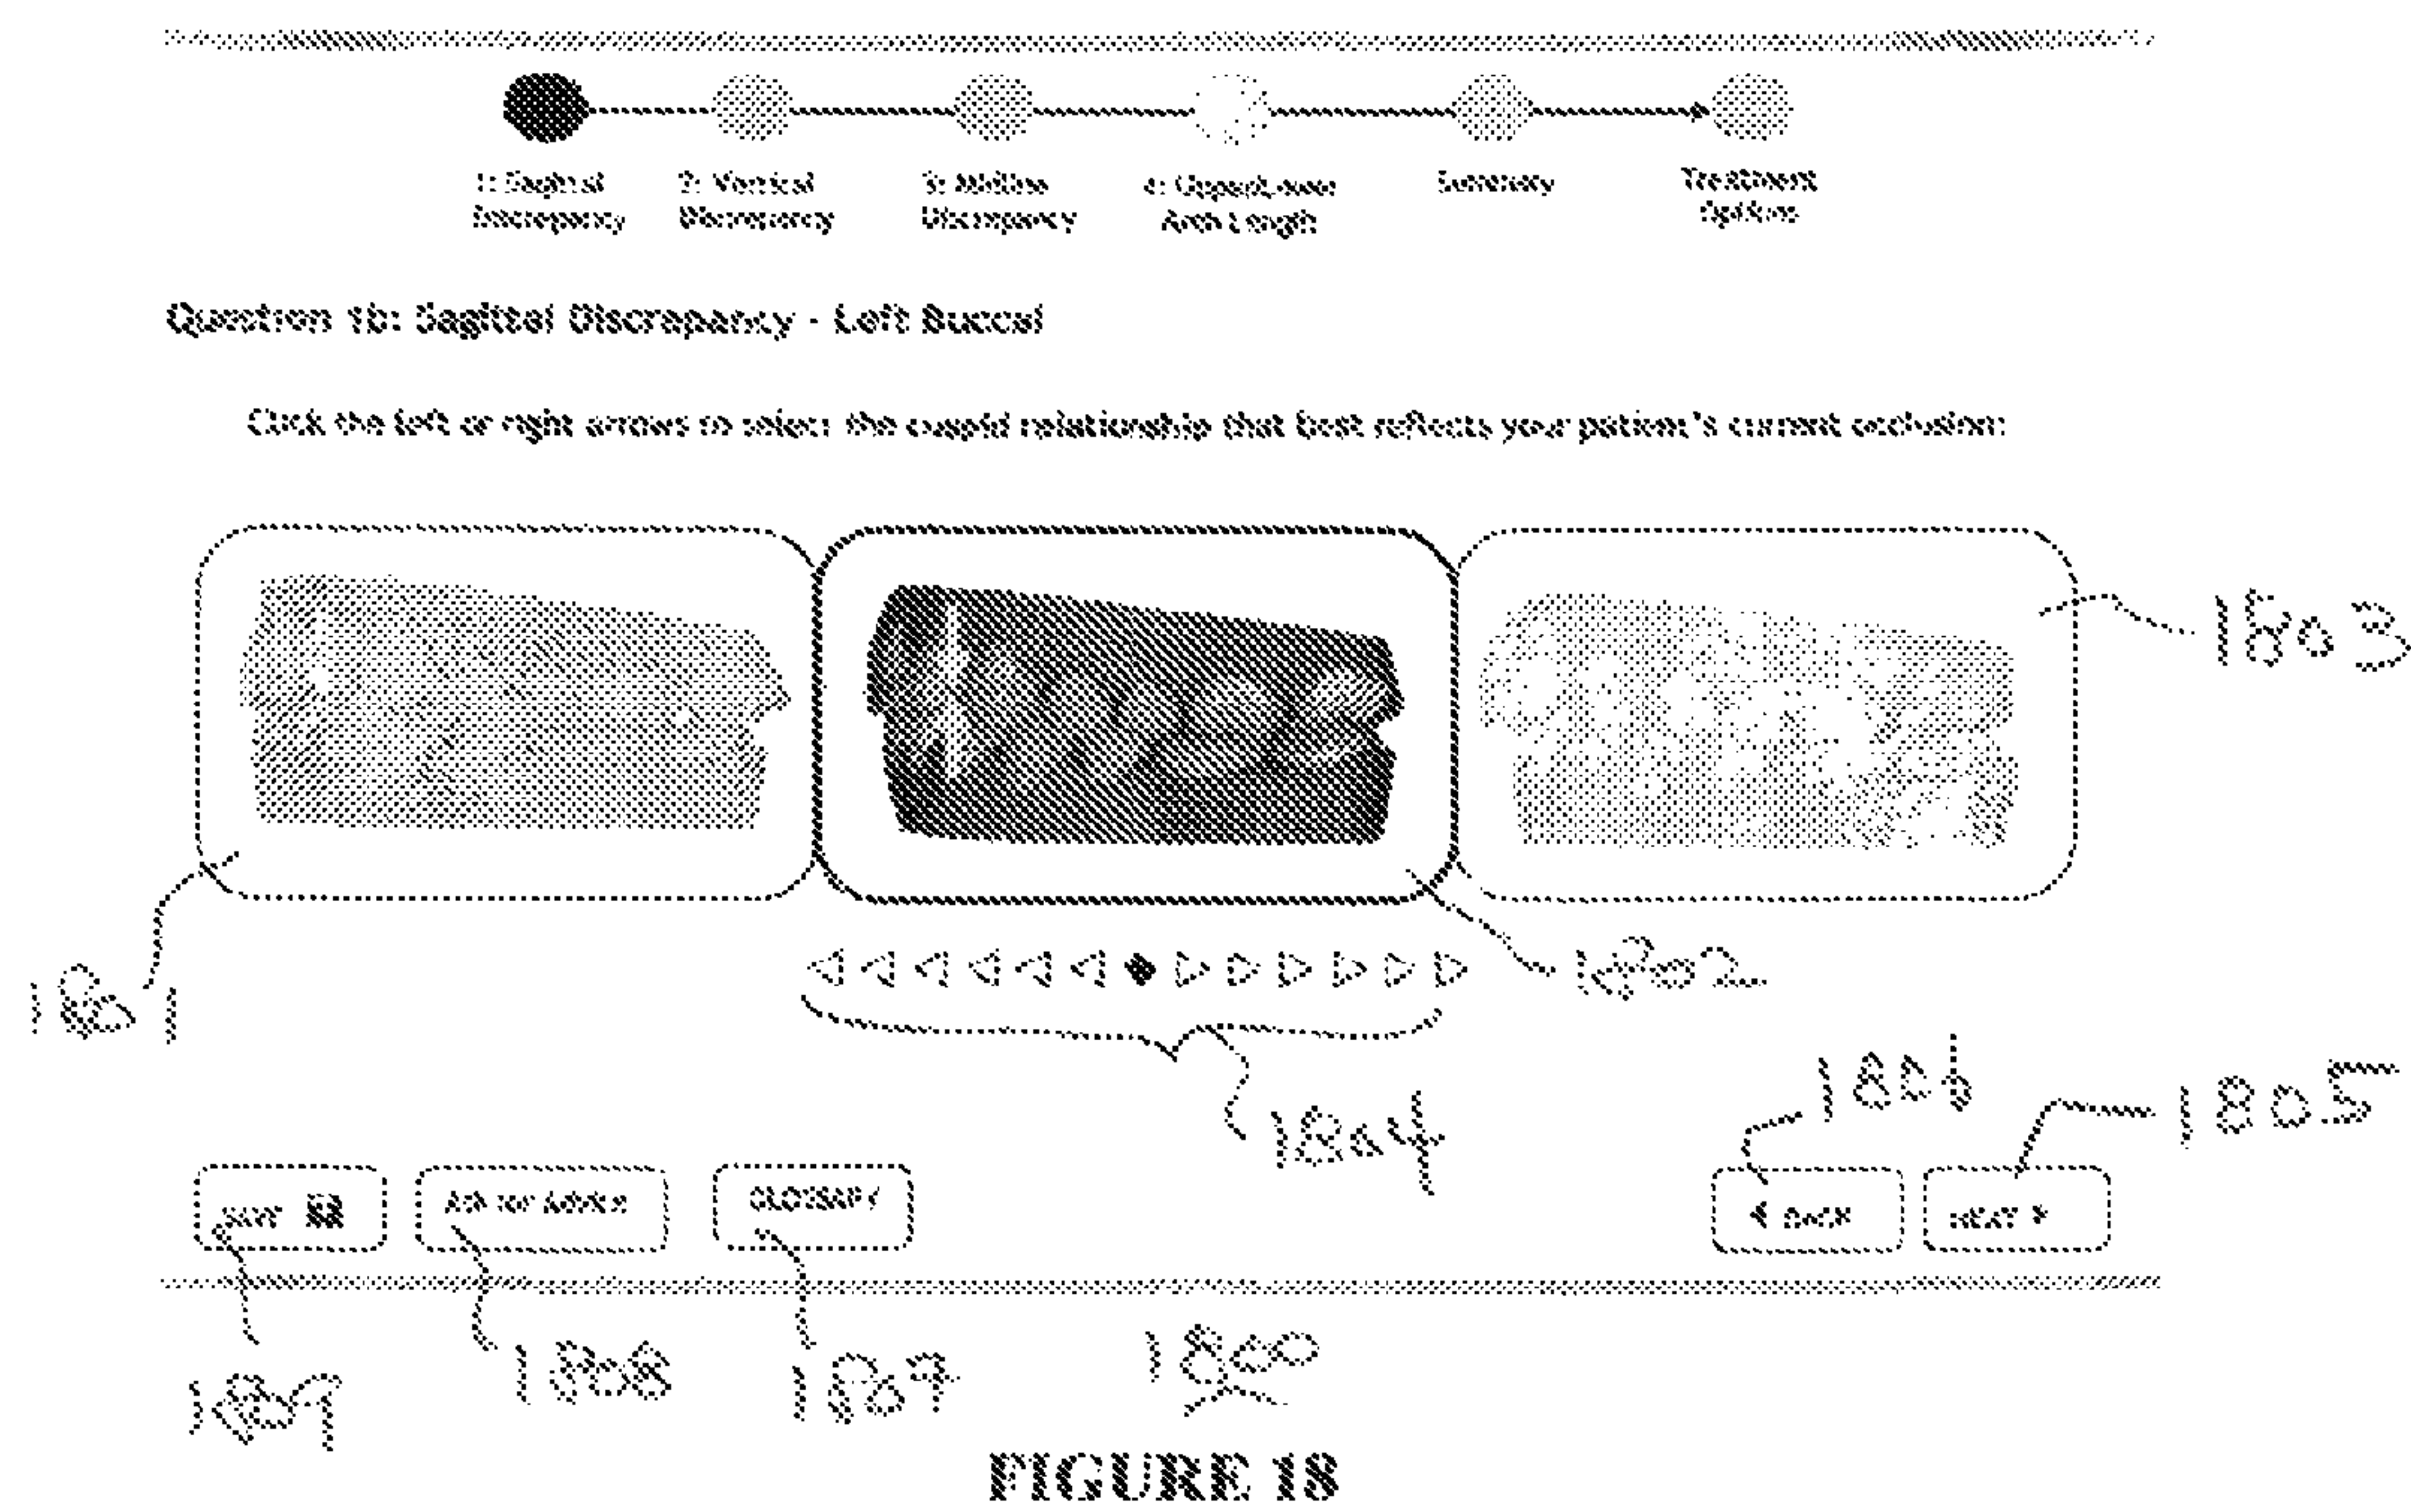 1: Sagittal
Discrepancy
2: Vertical
Discrepancy
3: Midline
Discrepancy
4: Upper/Lower
Arch Length
Summary
Treatment
Options
Question 1b: Sagittal Discrepancy - Left Buccal
Click the left or right arrows to select the cuspid relationship that best reflects your patient's current occlusion:
1803
1801
1802
1804
1806
1805
GLOSSARY
BACK
NEXT
1809
1808
1807
1800
FIGURE 18